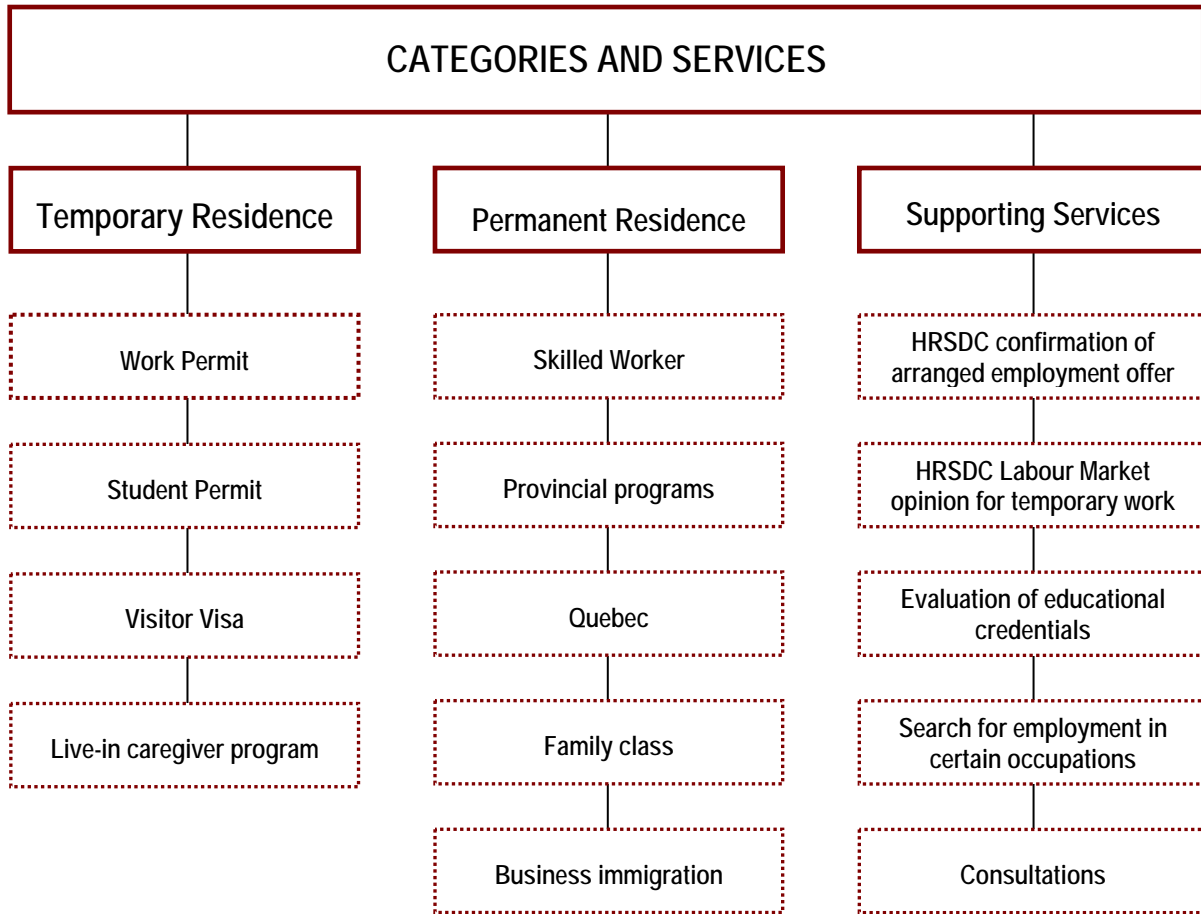 CATEGORIES AND SERVICES
Temporary Residence
Work Permit
Student Permit
Visitor Visa
Live-in caregiver program
Permanent Residence
Skilled Worker
Provincial programs
Quebec
Family class
Business immigration
Supporting Services
HRSDC confirmation of
arranged employment offer
HRSDC Labour Market
opinion for temporary work
Evaluation of educational
credentials
Search for employment in
certain occupations
Consultations